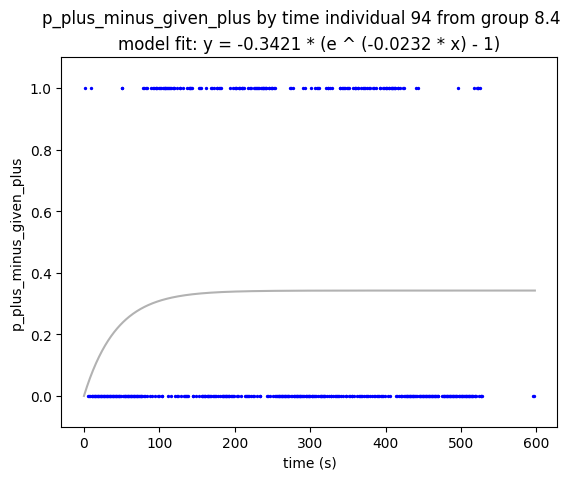 p_plus_minus_given_plus by time individual 94 from group 8.4
model fit: y = -0.3421 * (e ^ (-0.0232 * x) - 1)
1.0
0.8
0.6
0.4
0.2
0.0
p_plus_minus_given_plus
0 100 200 300 400 500 600
time (s)